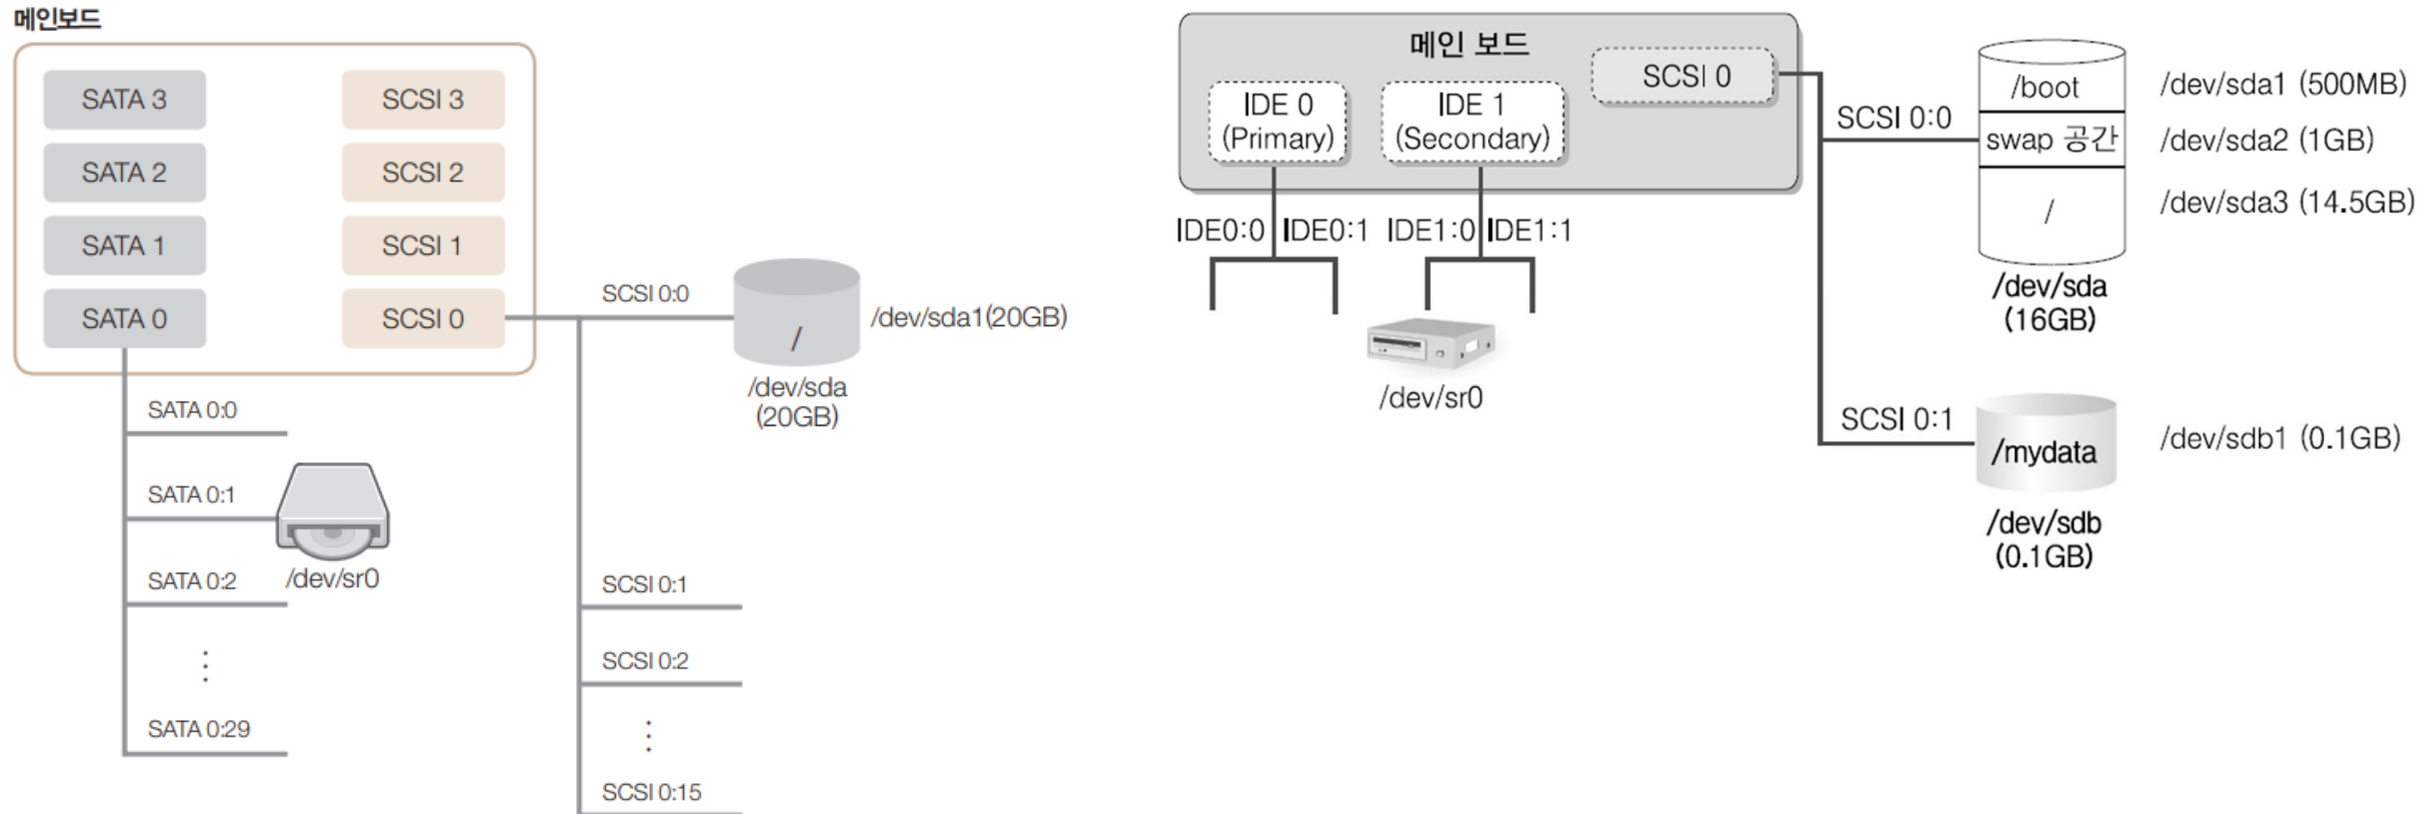 메인보드
SATA 3
SCSI 3
SATA 2
SCSI 2
SATA 1
SCSI 1
SATA 0
SCSI 0
SCSI 0:0
/
/dev/sda1(20GB)
/dev/sda
(20GB)
SATA 0:0
SATA 0:1
/dev/sr0
SATA 0:2
⋮
SATA 0:29
SCSI 0:1
SCSI 0:2
⋮
SCSI 0:15
메인 보드
IDE 0
(Primary)
IDE 1
(Secondary)
SCSI 0
IDE0:0
IDE0:1
IDE1:0
IDE1:1
/dev/sr0
SCSI 0:0
/boot
/dev/sda1 (500MB)
swap 공간
/dev/sda2 (1GB)
/
/dev/sda3 (14.5GB)
/dev/sda
(16GB)
SCSI 0:1
/mydata
/dev/sdb1 (0.1GB)
/dev/sdb
(0.1GB)